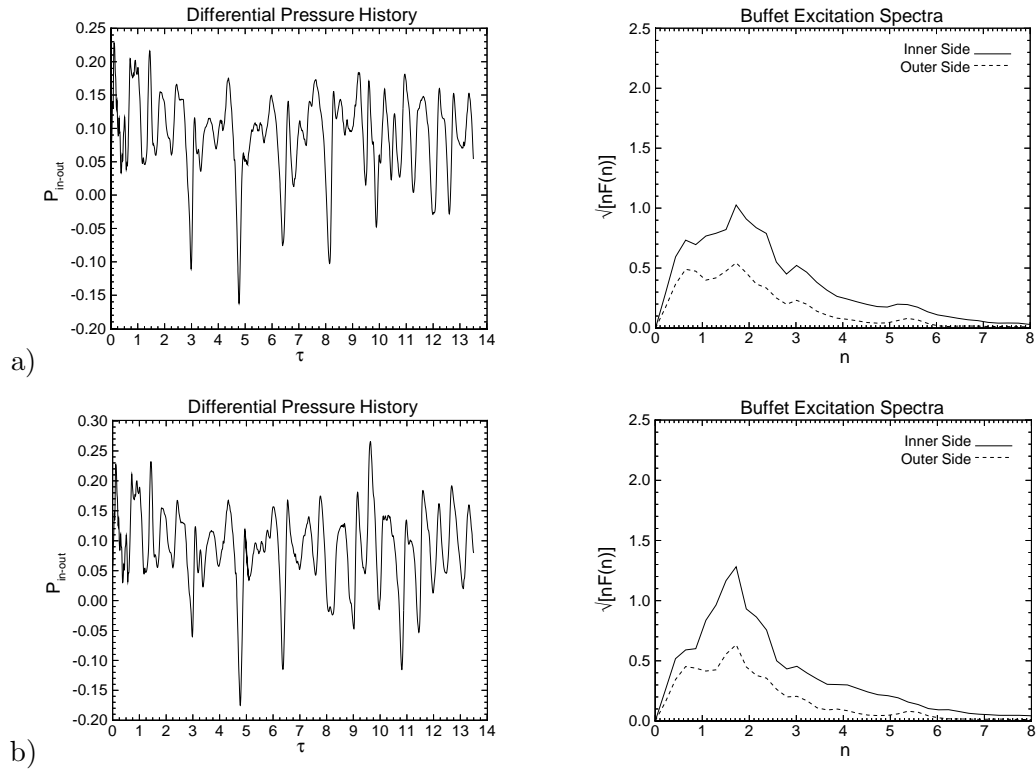 Differential Pressure History
0.25
0.20
0.15
0.10
0.05
0.00
-0.05
-0.10
-0.15
-0.20
P in-out
0 1 2 3 4 5 6 7 8 9 10 11 12 13 14
τ
Buffet Excitation Spectra
Inner Side
Outer Side
2.5
2.0
1.5
1.0
0.5
0.0
√[nF(n)]
0 1 2 3 4 5 6 7 8
n
a)
Differential Pressure History
0.30
0.25
0.20
0.15
0.10
0.05
0.00
-0.05
-0.10
-0.15
-0.20
P in-out
0 1 2 3 4 5 6 7 8 9 10 11 12 13 14
τ
Buffet Excitation Spectra
Inner Side
Outer Side
2.5
2.0
1.5
1.0
0.5
0.0
√[nF(n)]
0 1 2 3 4 5 6 7 8
n
b)